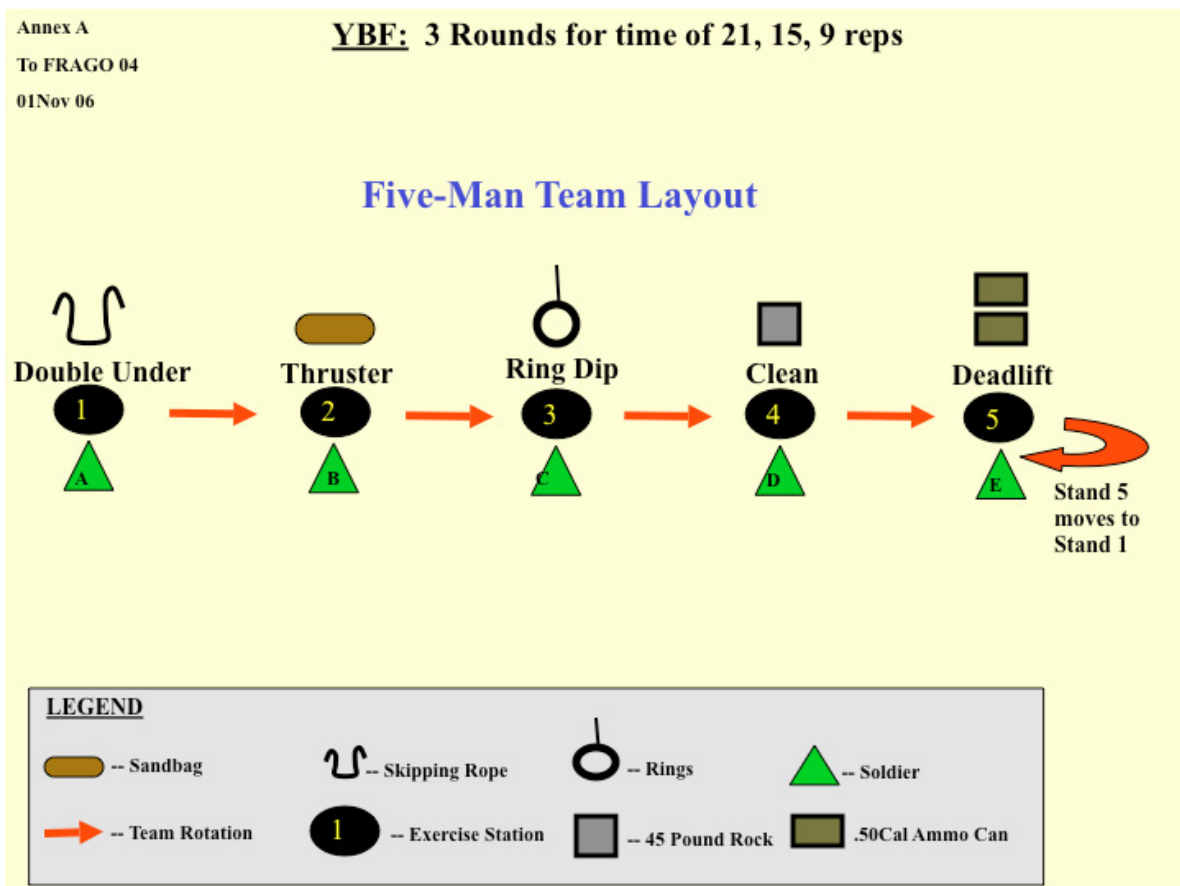 Annex A
To FRAGO 04
01Nov 06
YBF: 3 Rounds for time of 21, 15, 9 reps
Five-Man Team Layout
Double Under
Thruster
Ring Dip
Clean
Deadlift
1
2
3
4
5
A
B
C
D
E
Stand 5
moves to
Stand 1
LEGEND
-- Sandbag
-- Skipping Rope
-- Rings
-- Soldier
-- Team Rotation
1
-- Exercise Station
-- 45 Pound Rock
.50Cal Ammo Can